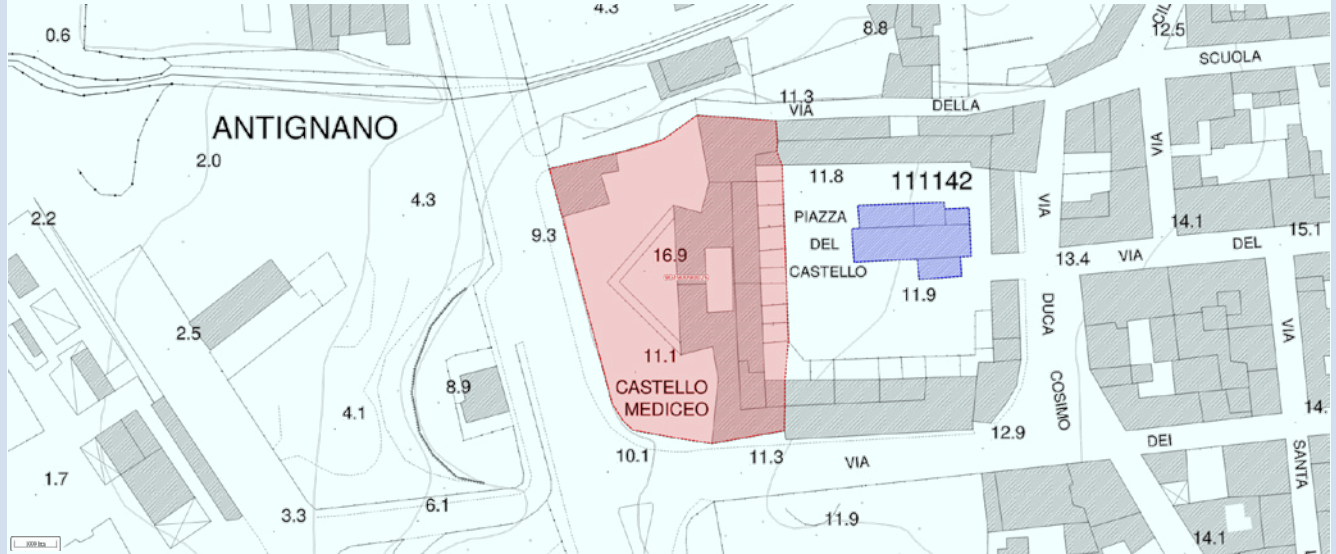 4.3
8.8
CIL
12.5
0.6
SCUOLA
11.3
VIA
DELLA
ANTIGNANO
VIA
2.0
11.8
111142
4.3
VIA
2.2
PIAZZA
14.1
15.1
9.3
DEL
VIA
DEL
16.9
CASTELLO
13.4
11.9
DUCA
VIA
2.5
11.1
CASTELLO
MEDICEO
8.9
COSIMO
4.1
14.
12.9
DEI
10.1
11.3
VIA
SANTA
1.7
6.1
3.3
11.9
14.1